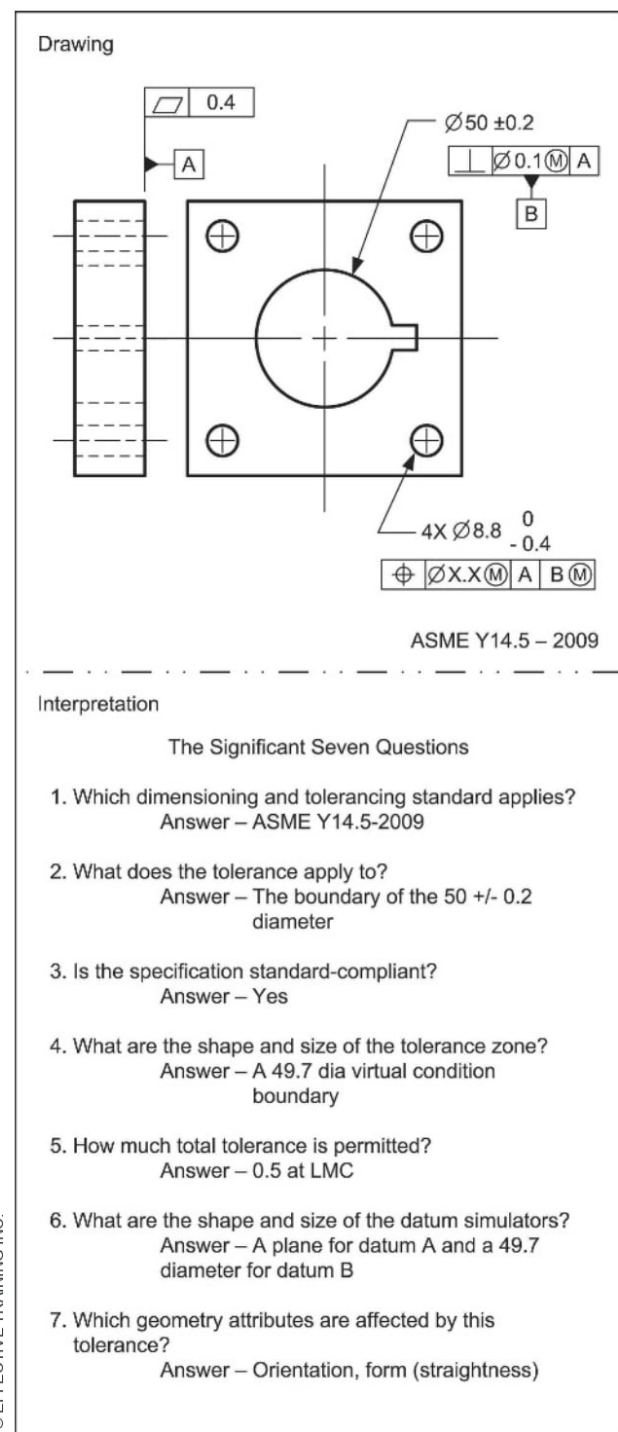 Drawing
⏥ 0.4
A
Ø50 ±0.2
⊥ Ø0.1Ⓜ A
B
4X Ø8.8 0
- 0.4
⌖ ØX.XⓂ A BⓂ
ASME Y14.5 – 2009
Interpretation
The Significant Seven Questions
1. Which dimensioning and tolerancing standard applies?
Answer – ASME Y14.5-2009
2. What does the tolerance apply to?
Answer – The boundary of the 50 +/- 0.2
diameter
3. Is the specification standard-compliant?
Answer – Yes
4. What are the shape and size of the tolerance zone?
Answer – A 49.7 dia virtual condition
boundary
5. How much total tolerance is permitted?
Answer – 0.5 at LMC
6. What are the shape and size of the datum simulators?
Answer – A plane for datum A and a 49.7
diameter for datum B
7. Which geometry attributes are affected by this
tolerance?
Answer – Orientation, form (straightness)
EFFECTIVE TRAINING INC.